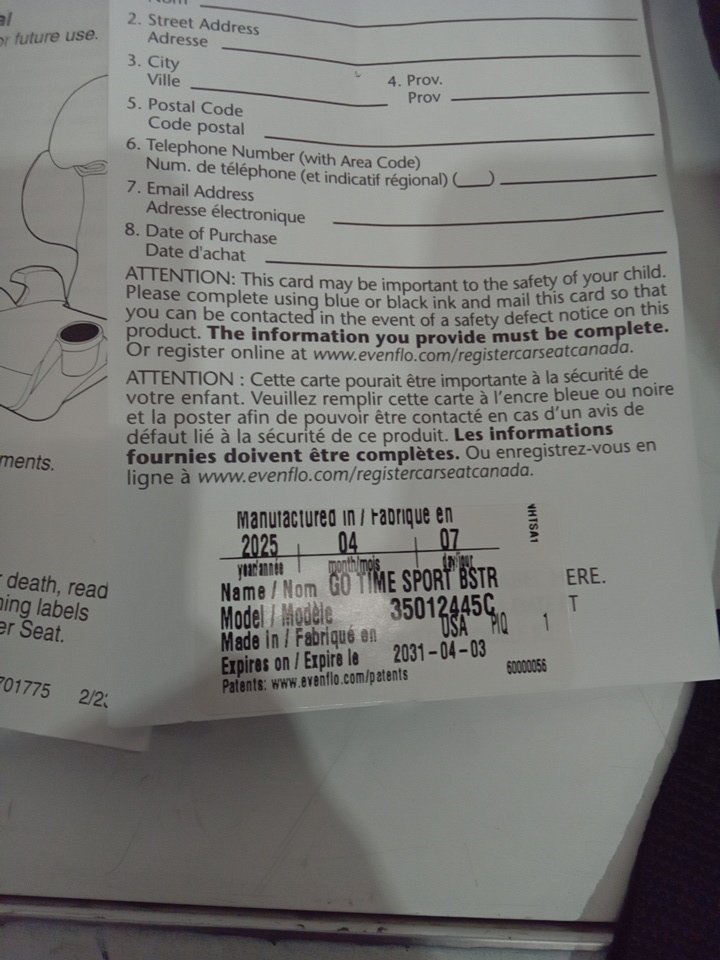 al
or future use.
ments.
death, read
ning labels
er Seat.
701775 2/2
Nom
2. Street Address
Adresse
3. City
Ville
4. Prov.
Prov
5. Postal Code
Code postal
6. Telephone Number (with Area Code)
Num. de téléphone (et indicatif régional) (   )
7. Email Address
Adresse électronique
8. Date of Purchase
Date d'achat
ATTENTION: This card may be important to the safety of your child.
Please complete using blue or black ink and mail this card so that
you can be contacted in the event of a safety defect notice on this
product. The information you provide must be complete.
Or register online at www.evenflo.com/registercarseatcanada.
ATTENTION : Cette carte pourait être importante à la sécurité de
votre enfant. Veuillez remplir cette carte à l'encre bleue ou noire
et la poster afin de pouvoir être contacté en cas d'un avis de
défaut lié à la sécurité de ce produit. Les informations
fournies doivent être complètes. Ou enregistrez-vous en
ligne à www.evenflo.com/registercarseatcanada.
Manufactured in / Fabrique en
2025 | 04 | 07
year/année month/mois day/jour
Name / Nom GO TIME SPORT BSTR
Model / Modèle 35012445C
Made in / Fabriqué en USA PIQ 1
Expires on / Expire le 2031-04-03
Patents: www.evenflo.com/patents
60000056
NHTSA1
ERE.
T